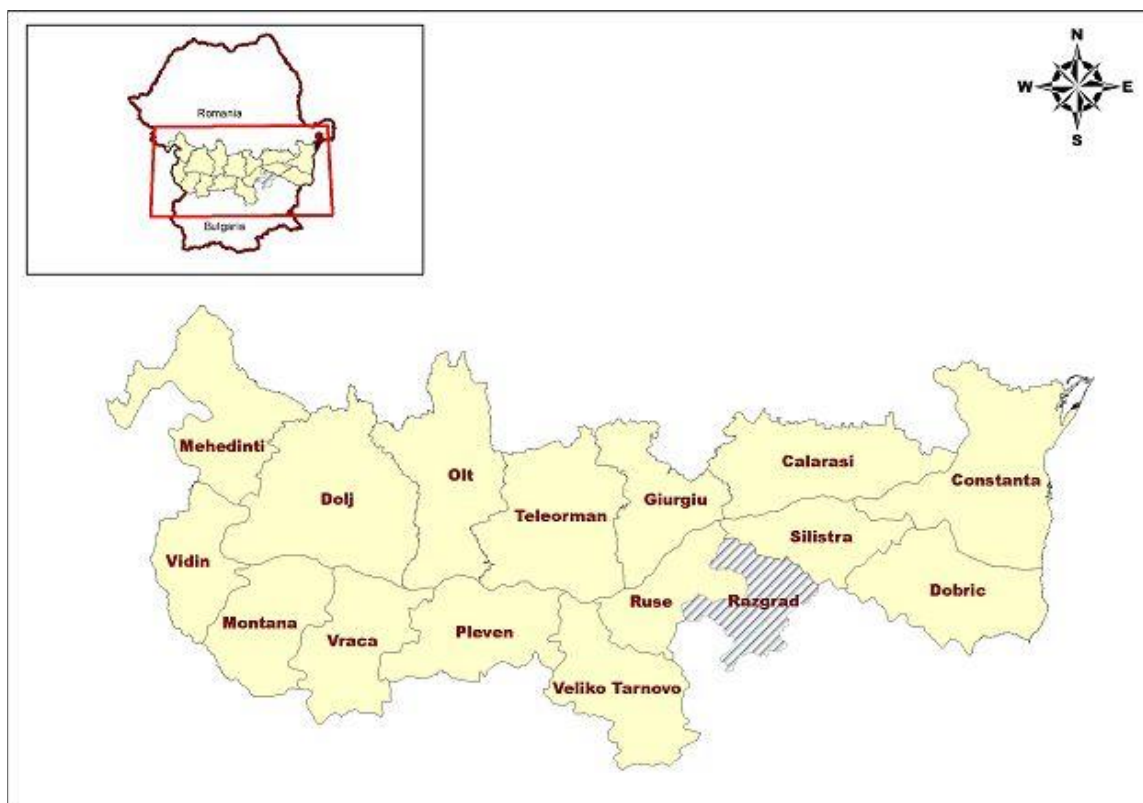 N
Romania
W
E
S
Bulgaria
Mehedinti
Calarasi
Olt
Constanta
Dolj
Giurgiu
Teleorman
Silistra
Vidin
Dobric
Ruse
Razgrad
Montana
Pleven
Vraca
Veliko Tarnovo